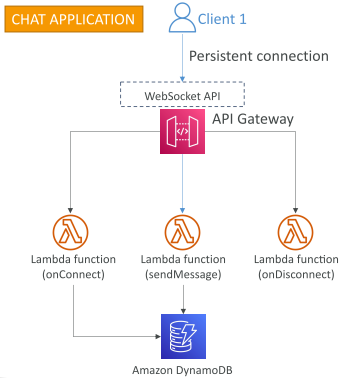 CHAT APPLICATION
Client 1
Persistent connection
WebSocket API
API Gateway
Lambda function
(onConnect)
Lambda function
(sendMessage)
Lambda function
(onDisconnect)
Amazon DynamoDB